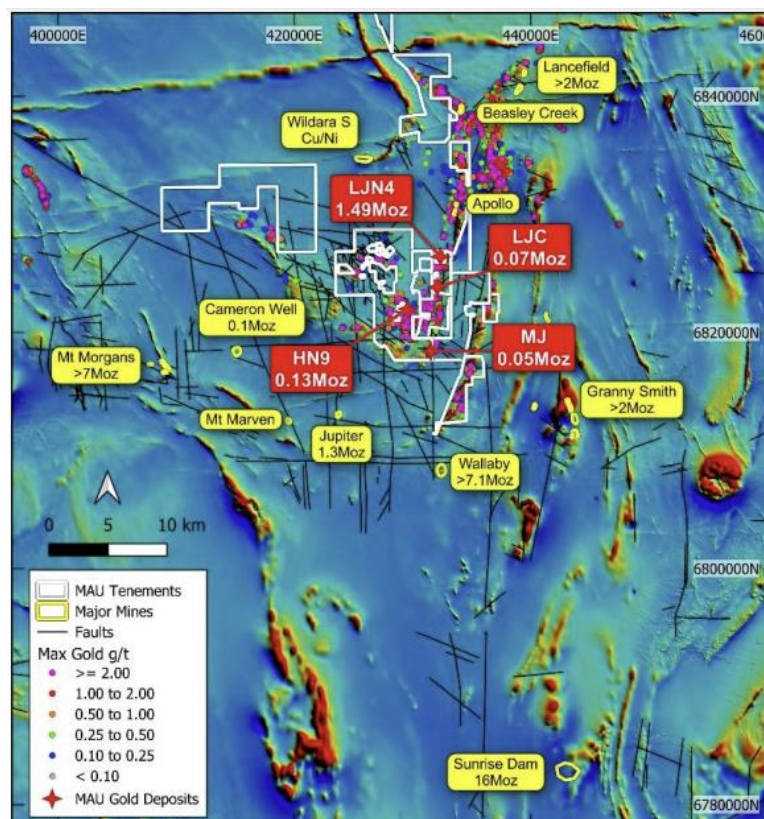 400000E
420000E
440000E
4600
6840000N
Lancefield
>2Moz
Beasley Creek
Wildara S
Cu/Ni
LJN4
1.49Moz
Apollo
LJC
0.07Moz
Cameron Well
0.1Moz
6820000N
Mt Morgans
>7Moz
HN9
0.13Moz
MJ
0.05Moz
Granny Smith
>2Moz
Mt Marven
Jupiter
1.3Moz
Wallaby
>7.1Moz
0
5
10 km
6800000N
MAU Tenements
Major Mines
Faults
Max Gold g/t
>= 2.00
1.00 to 2.00
0.50 to 1.00
0.25 to 0.50
0.10 to 0.25
< 0.10
MAU Gold Deposits
Sunrise Dam
16Moz
6780000N